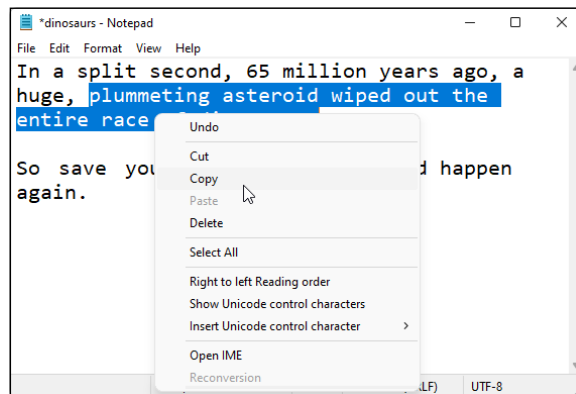 *dinosaurs - Notepad
File Edit Format View Help
In a split second, 65 million years ago, a
huge, plummeting asteroid wiped out the
entire race
So save you happen
again.
Undo
Cut
Copy
Paste
Delete
Select All
Right to left Reading order
Show Unicode control characters
Insert Unicode control character
Open IME
Reconversion
LF) UTF-8